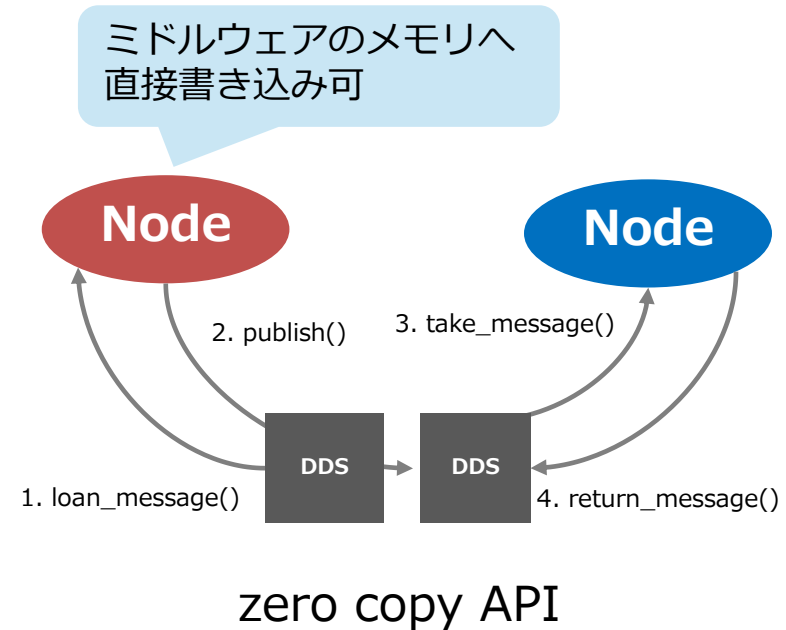 ミドルウェアのメモリへ
直接書き込み可
Node
Node
2. publish()
3. take_message()
DDS
DDS
1. loan_message()
4. return_message()
zero copy API